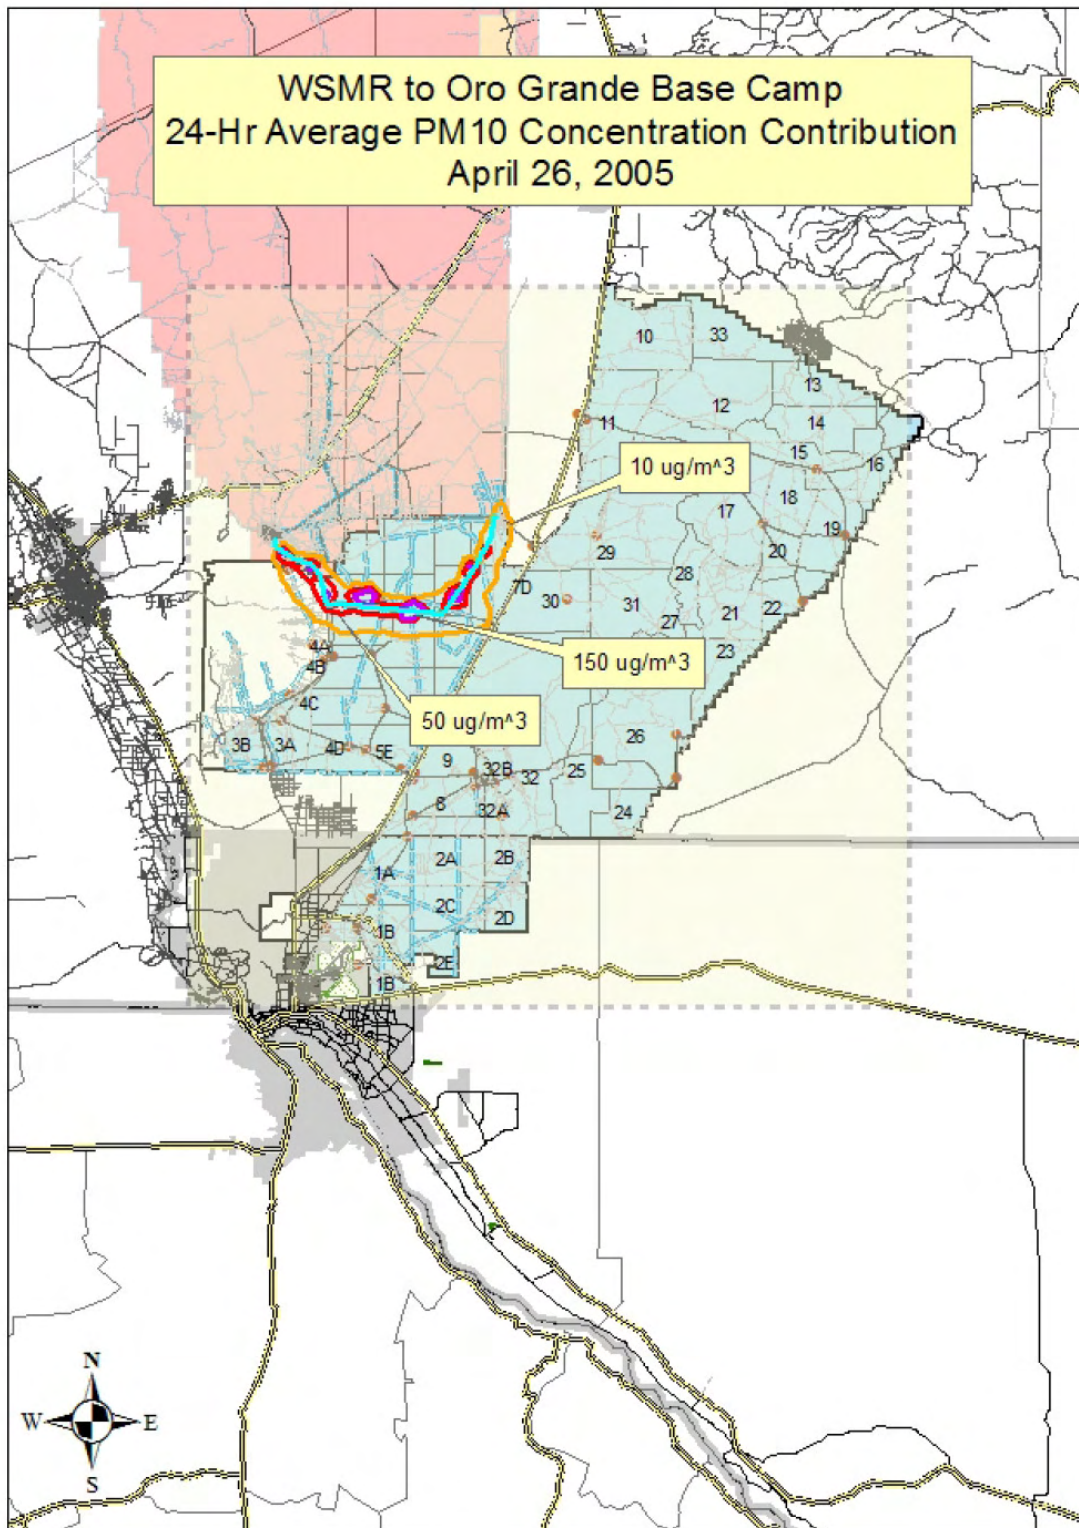 WSMR to Oro Grande Base Camp
24-Hr Average PM10 Concentration Contribution
April 26, 2005
10
33
13
12
11
14
15
16
10 ug/m^3
18
17
19
29
20
28
7D
30
31
22
21
27
23
4A
150 ug/m^3
4B
4C
50 ug/m^3
26
3B
3A
4D
5E
9
32B
32
25
8
32A
24
2A
2B
1A
2C
2D
1B
2E
1B
N
W
E
S